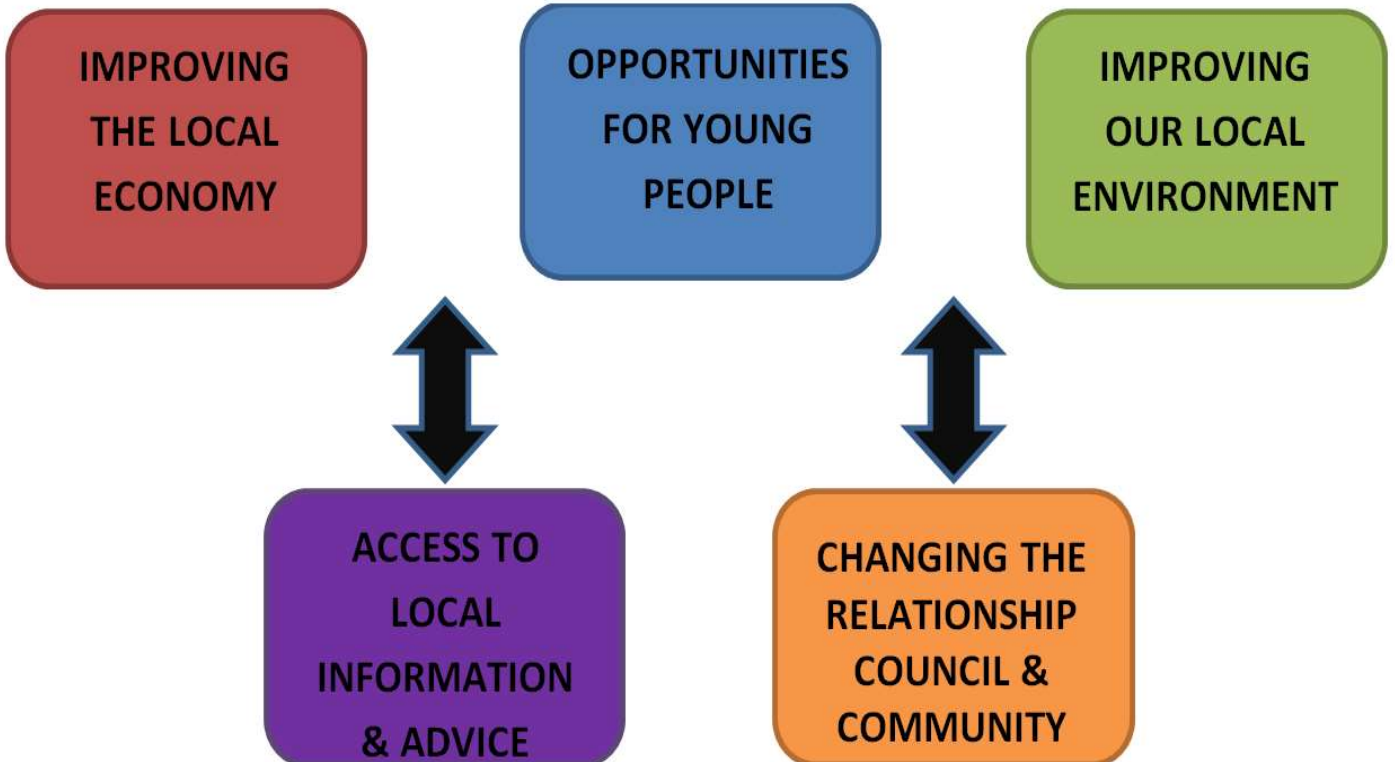 IMPROVING
THE LOCAL
ECONOMY
OPPORTUNITIES
FOR YOUNG
PEOPLE
IMPROVING
OUR LOCAL
ENVIRONMENT
ACCESS TO
LOCAL
INFORMATION
& ADVICE
CHANGING THE
RELATIONSHIP
COUNCIL &
COMMUNITY